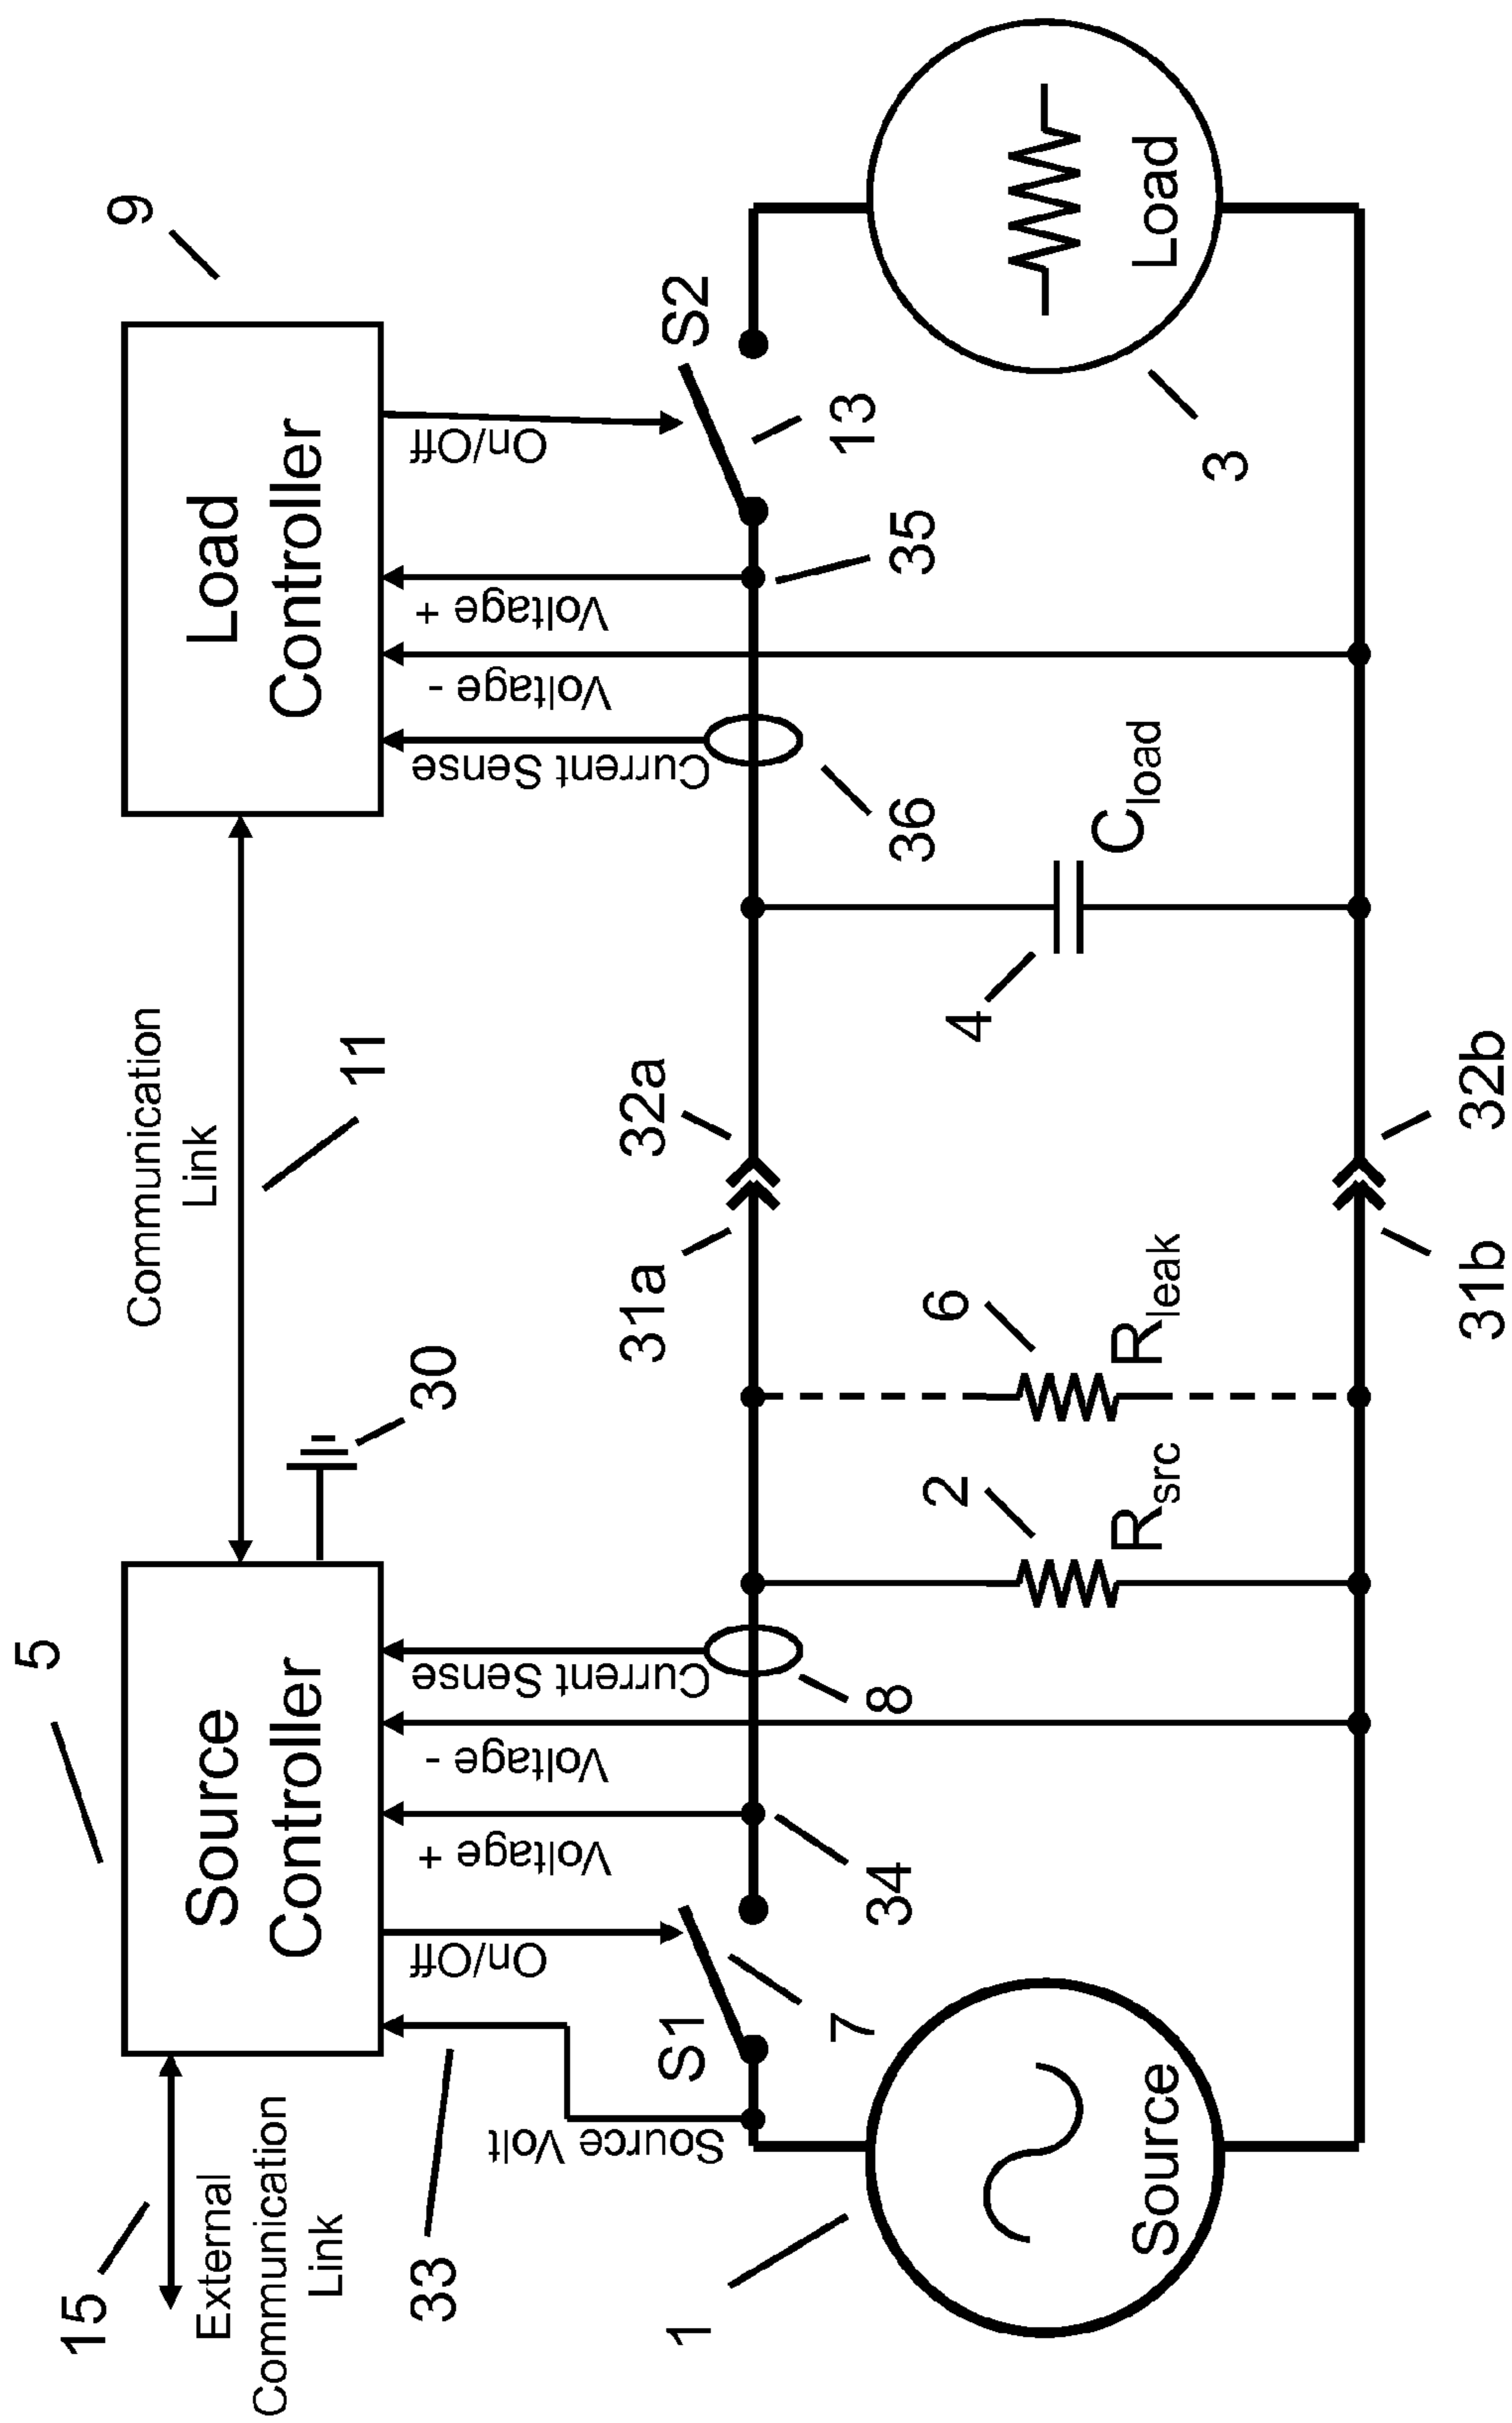 5
9
15
External
Communication
Link
Source
Controller
30
Communication
Link
11
Load
Controller
33
Source Volt
On/Off
Voltage +
Voltage -
Current Sense
Current Sense
Voltage -
Voltage +
On/Off
S1
7
34
8
31a
32a
36
35
13
S2
1
Source
2
Rsrc
6
Rleak
4
Cload
3
Load
31b
32b